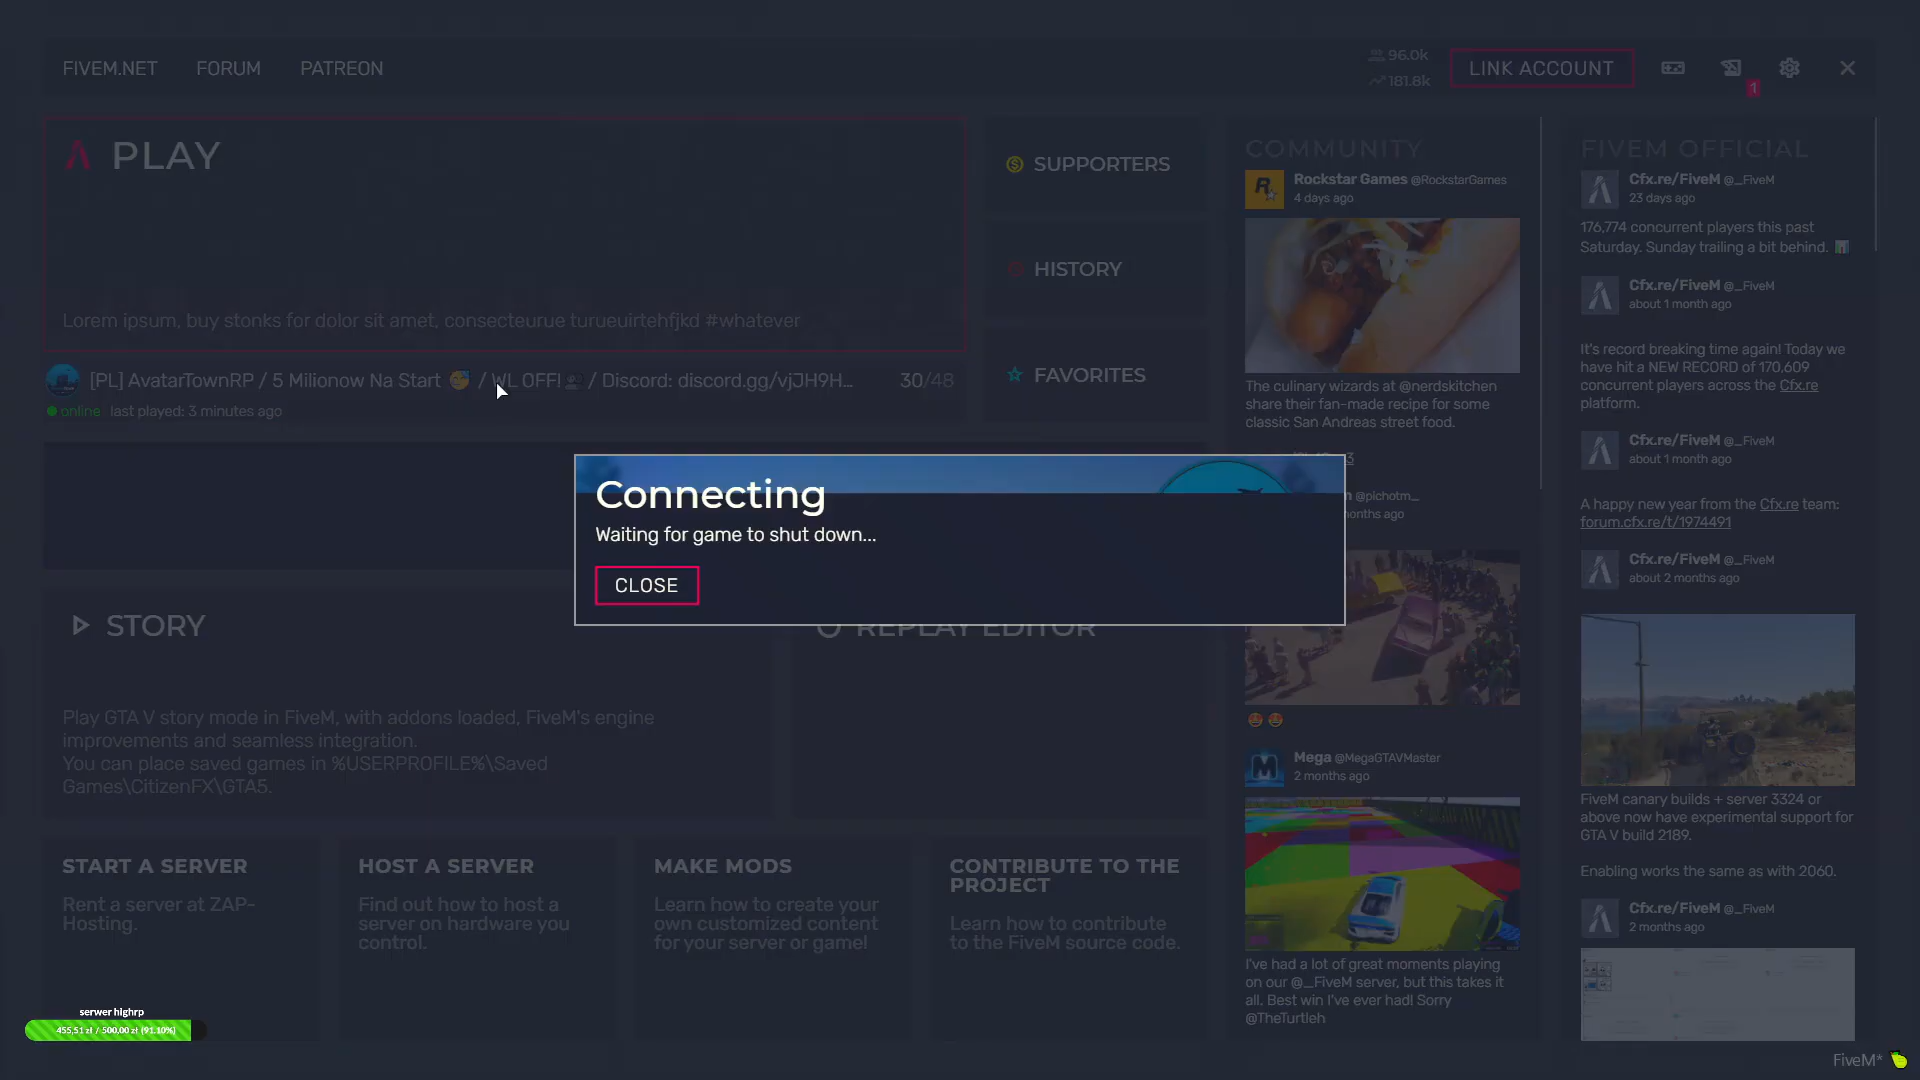 FIVEM.NET FORUM PATREON
96.0k
181.8k
LINK ACCOUNT
1
PLAY
Lorem ipsum, buy stonks for dolor sit amet, consecteurue turueuirtehfjkd #whatever
[PL] AvatarTownRP / 5 Milionow Na Start / WL OFF! / Discord: discord.gg/vjJH9H... 30/48
online last played: 3 minutes ago
SUPPORTERS
HISTORY
FAVORITES
Connecting
Waiting for game to shut down...
CLOSE
STORY
Play GTA V story mode in FiveM, with addons loaded, FiveM's engine
improvements and seamless integration.
You can place saved games in %USERPROFILE%\Saved
Games\CitizenFX\GTA5.
REPLAY EDITOR
START A SERVER
Rent a server at ZAP-
Hosting.
HOST A SERVER
Find out how to host a
server on hardware you
control.
MAKE MODS
Learn how to create your
own customized content
for your server or game!
CONTRIBUTE TO THE
PROJECT
Learn how to contribute
to the FiveM source code.
COMMUNITY
Rockstar Games @RockstarGames
4 days ago
The culinary wizards at @nerdskitchen
share their fan-made recipe for some
classic San Andreas street food.
@pichotm_
months ago
Mega @MegaGTAVMaster
2 months ago
I've had a lot of great moments playing
on our @_FiveM server, but this takes it
all. Best win I've ever had! Sorry
@TheTurtleh
FIVEM OFFICIAL
Cfx.re/FiveM @_FiveM
23 days ago
176,774 concurrent players this past
Saturday. Sunday trailing a bit behind.
Cfx.re/FiveM @_FiveM
about 1 month ago
It's record breaking time again! Today we
have hit a NEW RECORD of 170,609
concurrent players across the Cfx.re
platform.
Cfx.re/FiveM @_FiveM
about 1 month ago
A happy new year from the Cfx.re team:
forum.cfx.re/t/1974491
Cfx.re/FiveM @_FiveM
about 2 months ago
FiveM canary builds + server 3324 or
above now have experimental support for
GTA V build 2189.
Enabling works the same as with 2060.
Cfx.re/FiveM @_FiveM
2 months ago
serwer highrp
455,51 zł / 500,00 zł (91.10%)
FiveM*